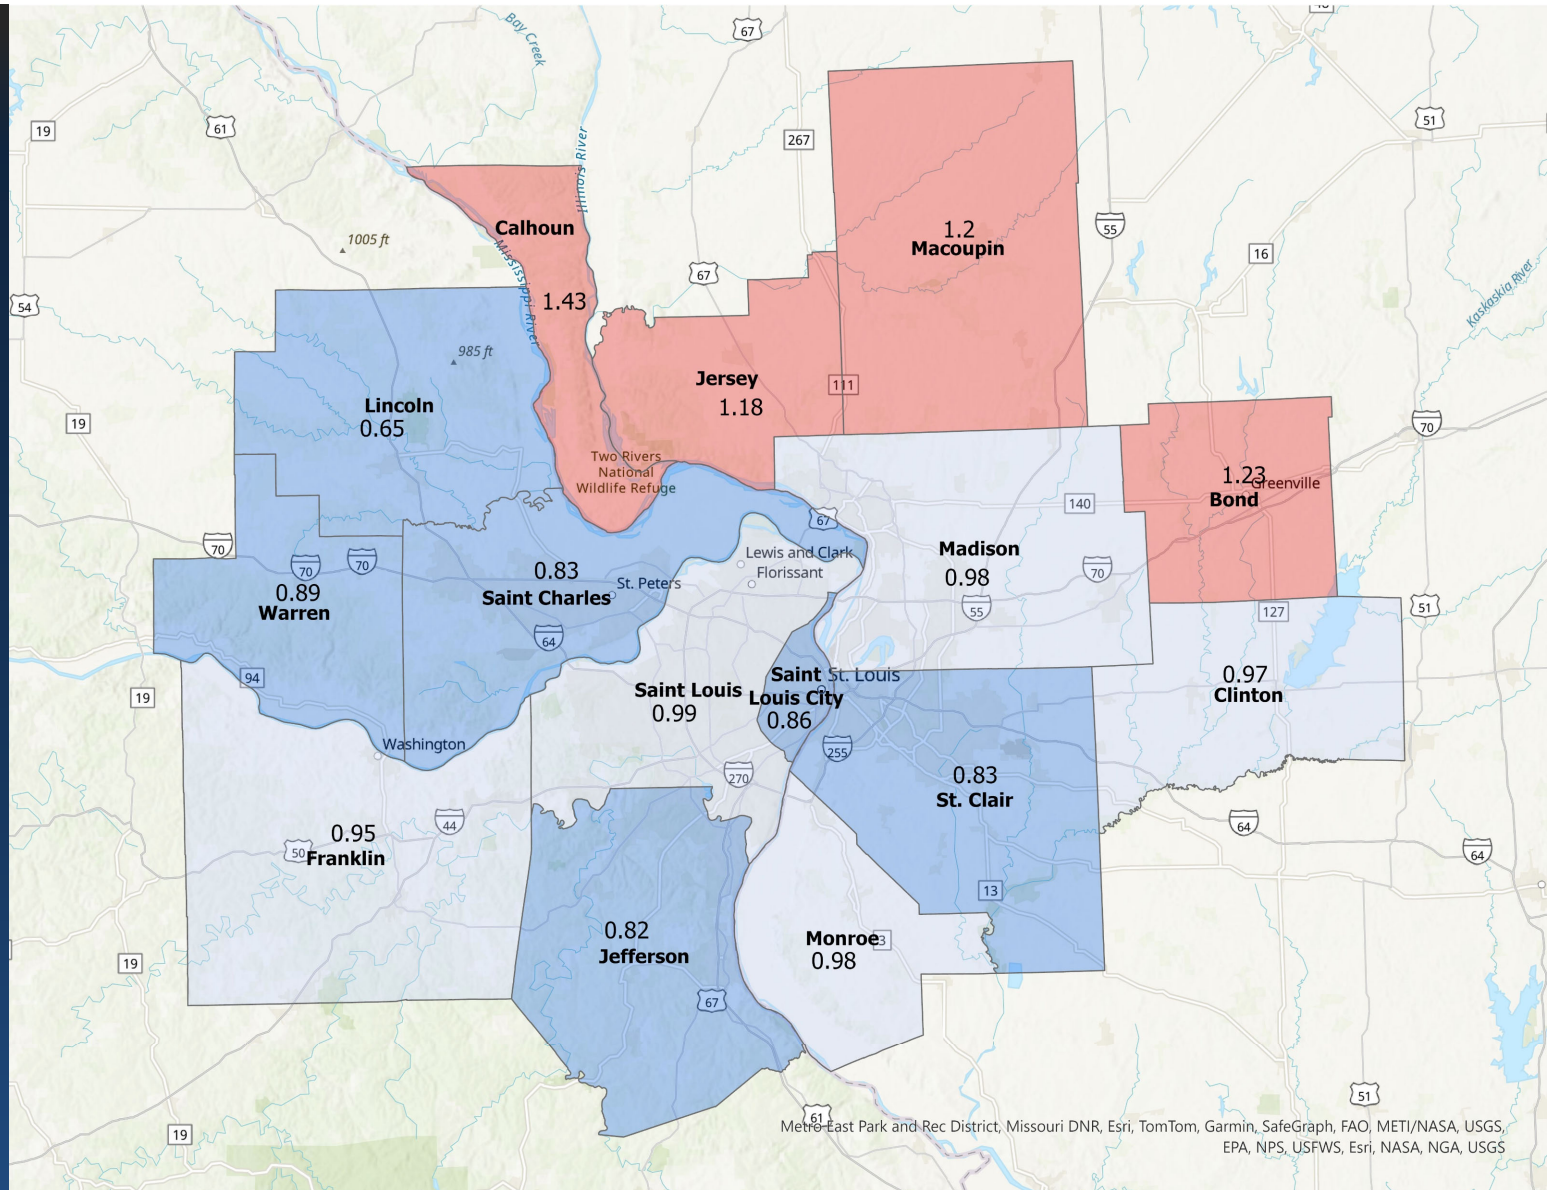 Bay Creek
67
48
19
61
267
51
Illinois River
Calhoun
1005 ft
Mississippi River
1.2
Macoupin
55
16
67
Kaskaskia River
54
1.43
985 ft
Jersey
1.18
111
Lincoln
0.65
19
70
Two Rivers
National
Wildlife Refuge
1.23
Greenville
Bond
140
67
70
70
70
0.83
Saint Charles
St. Peters
Lewis and Clark
Florissant
Madison
0.98
70
0.89
Warren
55
127
51
64
94
19
Saint Louis
0.99
Saint
Louis City
0.86
St. Louis
0.97
Clinton
Washington
255
270
0.83
St. Clair
0.95
Franklin
50
44
64
64
13
0.82
Jefferson
Monroe
0.98
3
19
67
51
61
19
Metro East Park and Rec District, Missouri DNR, Esri, TomTom, Garmin, SafeGraph, FAO, METI/NASA, USGS,
EPA, NPS, USFWS, Esri, NASA, NGA, USGS